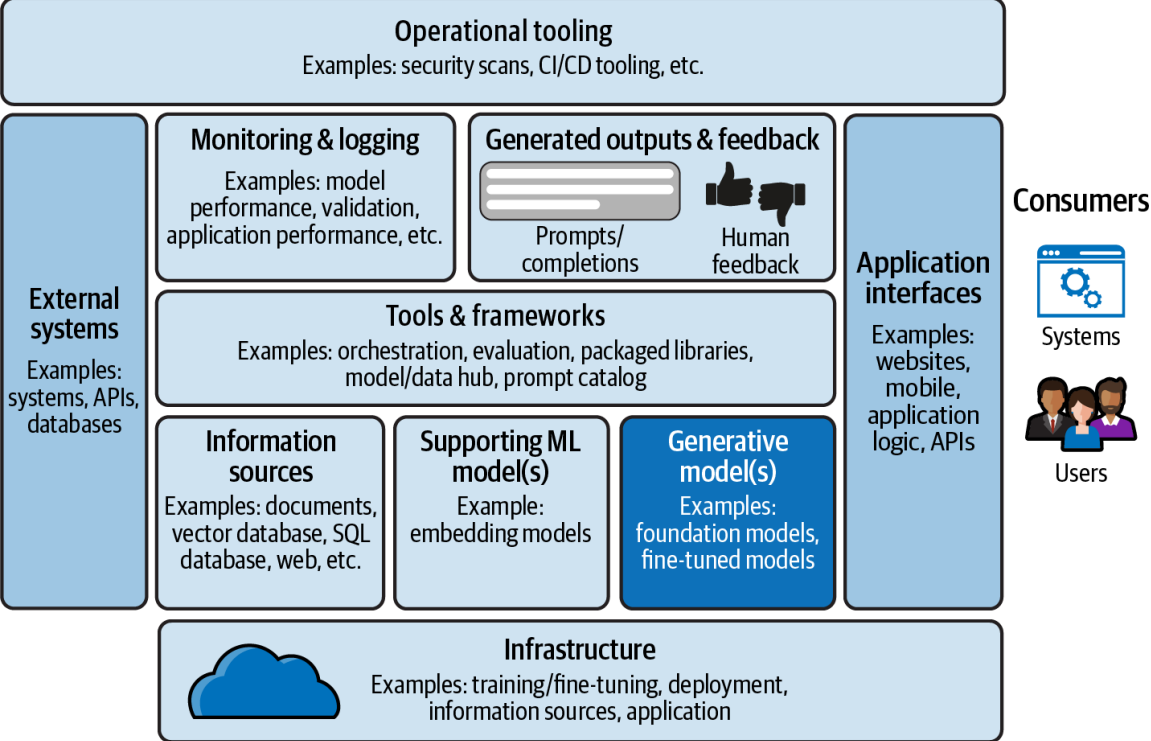 Operational tooling
Examples: security scans, CI/CD tooling, etc.
External
systems
Examples:
systems, APIs,
databases
Monitoring & logging
Examples: model
performance, validation,
application performance, etc.
Generated outputs & feedback
Prompts/
completions
Human
feedback
Tools & frameworks
Examples: orchestration, evaluation, packaged libraries,
model/data hub, prompt catalog
Information
sources
Examples: documents,
vector database, SQL
database, web, etc.
Supporting ML
model(s)
Example:
embedding models
Generative
model(s)
Examples:
foundation models,
fine-tuned models
Application
interfaces
Examples:
websites,
mobile,
application
logic, APIs
Consumers
Systems
Users
Infrastructure
Examples: training/fine-tuning, deployment,
information sources, application